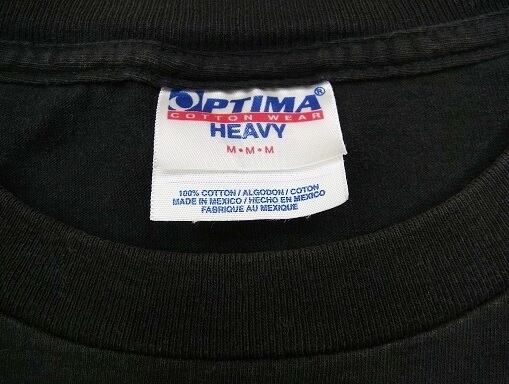 OPTIMA®
COTTON WEAR
HEAVY
M•M•M
100% COTTON / ALGODON / COTON
MADE IN MEXICO / HECHO EN MEXICO
FABRIQUE AU MEXIQUE